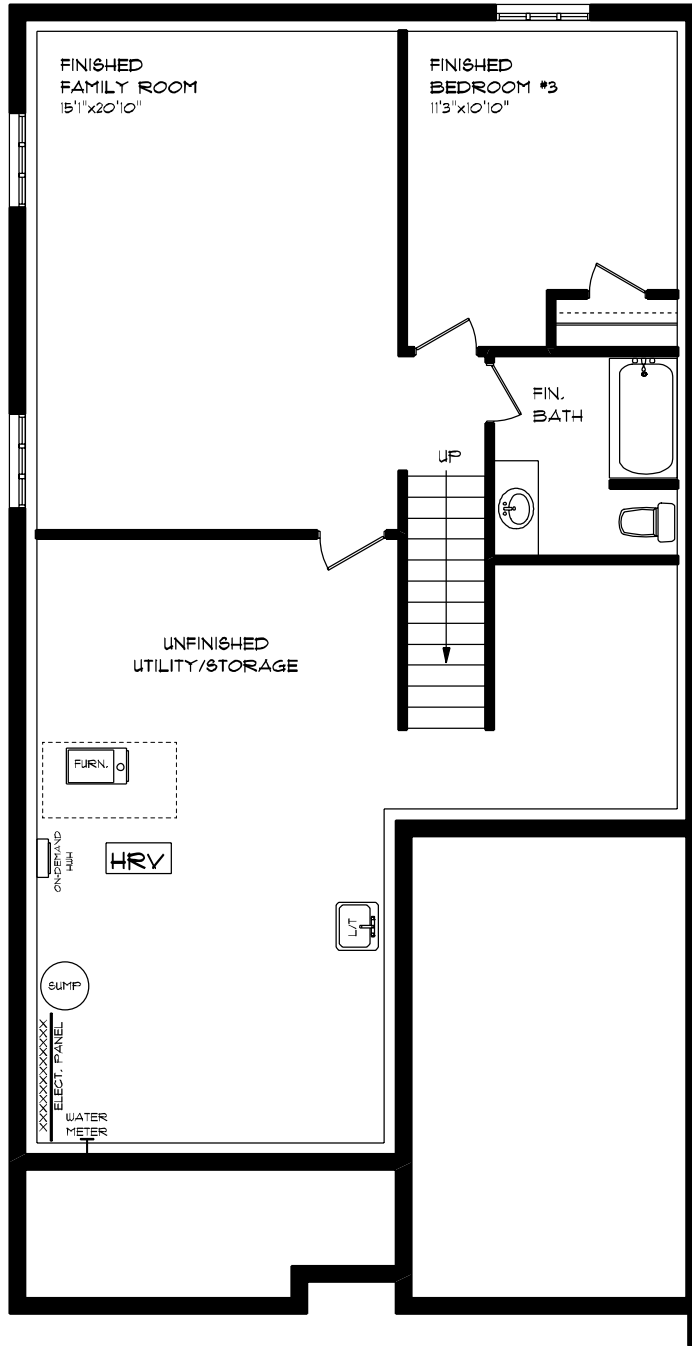 FINISHED
FAMILY ROOM
15'1"x20'10"
FINISHED
BEDROOM #3
11'3"x10'10"
FIN.
BATH
UP
UNFINISHED
UTILITY/STORAGE
FURN.
ON-DEMAND
HWH
HRV
L/T
SUMP
XXXXXXXXXXXXX
ELECT. PANEL
WATER
METER